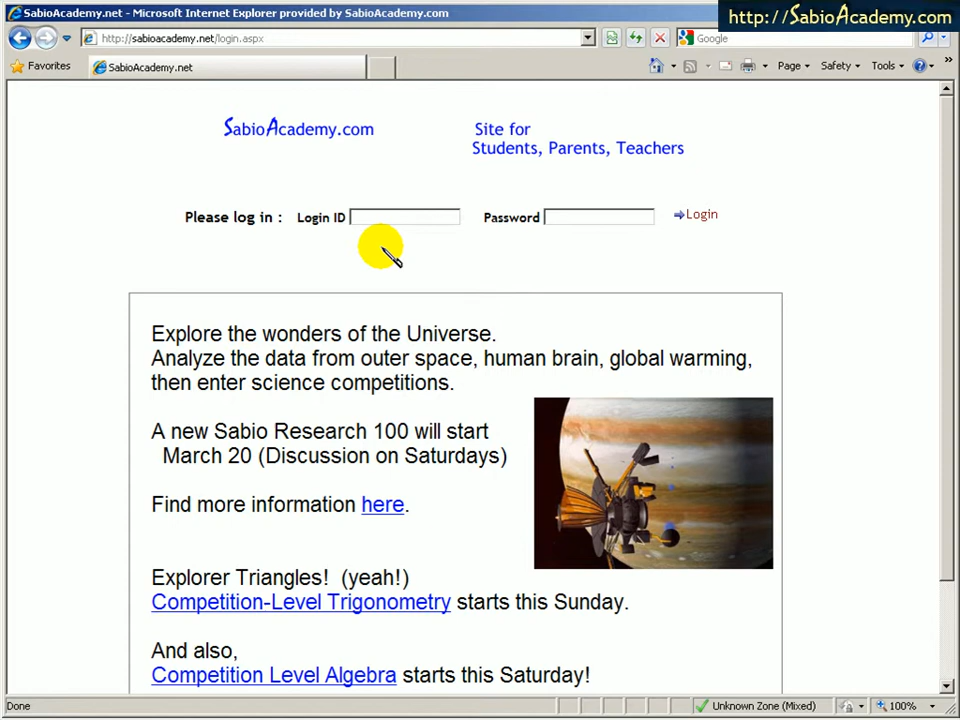 SabioAcademy.net - Microsoft Internet Explorer provided by SabioAcademy.com
http://SabioAcademy.com
http://sabioacademy.net/login.aspx
Google
Favorites
SabioAcademy.net
Page
Safety
Tools
SabioAcademy.com
Site for
Students, Parents, Teachers
Please log in :
Login ID
Password
Login
Explore the wonders of the Universe.
Analyze the data from outer space, human brain, global warming,
then enter science competitions.
A new Sabio Research 100 will start
March 20 (Discussion on Saturdays)
Find more information here.
Explorer Triangles! (yeah!)
Competition-Level Trigonometry starts this Sunday.
And also,
Competition Level Algebra starts this Saturday!
Done
Unknown Zone (Mixed)
100%